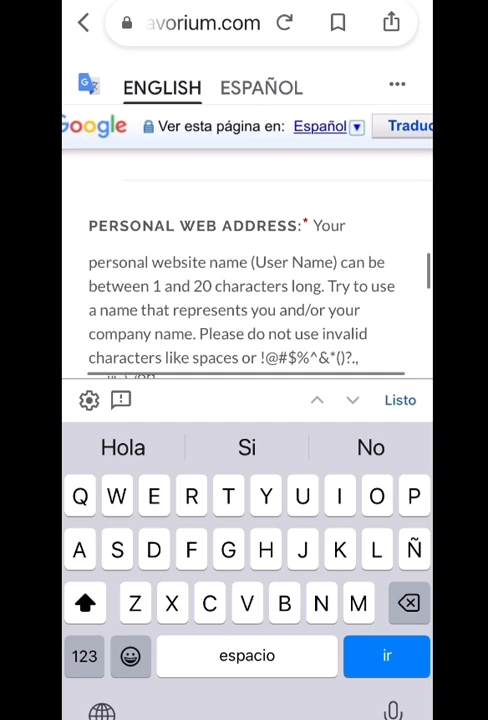 avorium.com
ENGLISH ESPAÑOL ...
Google Ver esta página en: Español Traduc
PERSONAL WEB ADDRESS:* Your
personal website name (User Name) can be
between 1 and 20 characters long. Try to use
a name that represents you and/or your
company name. Please do not use invalid
characters like spaces or !@#$%^&*()?.,
Listo
Hola Si No
Q W E R T Y U I O P
A S D F G H J K L Ñ
Z X C V B N M
123 espacio ir